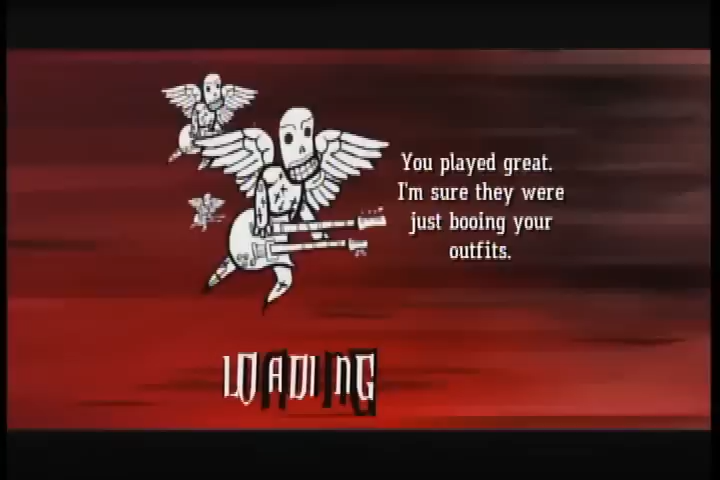 You played great.
I'm sure they were
just booing your
outfits.
LOADING